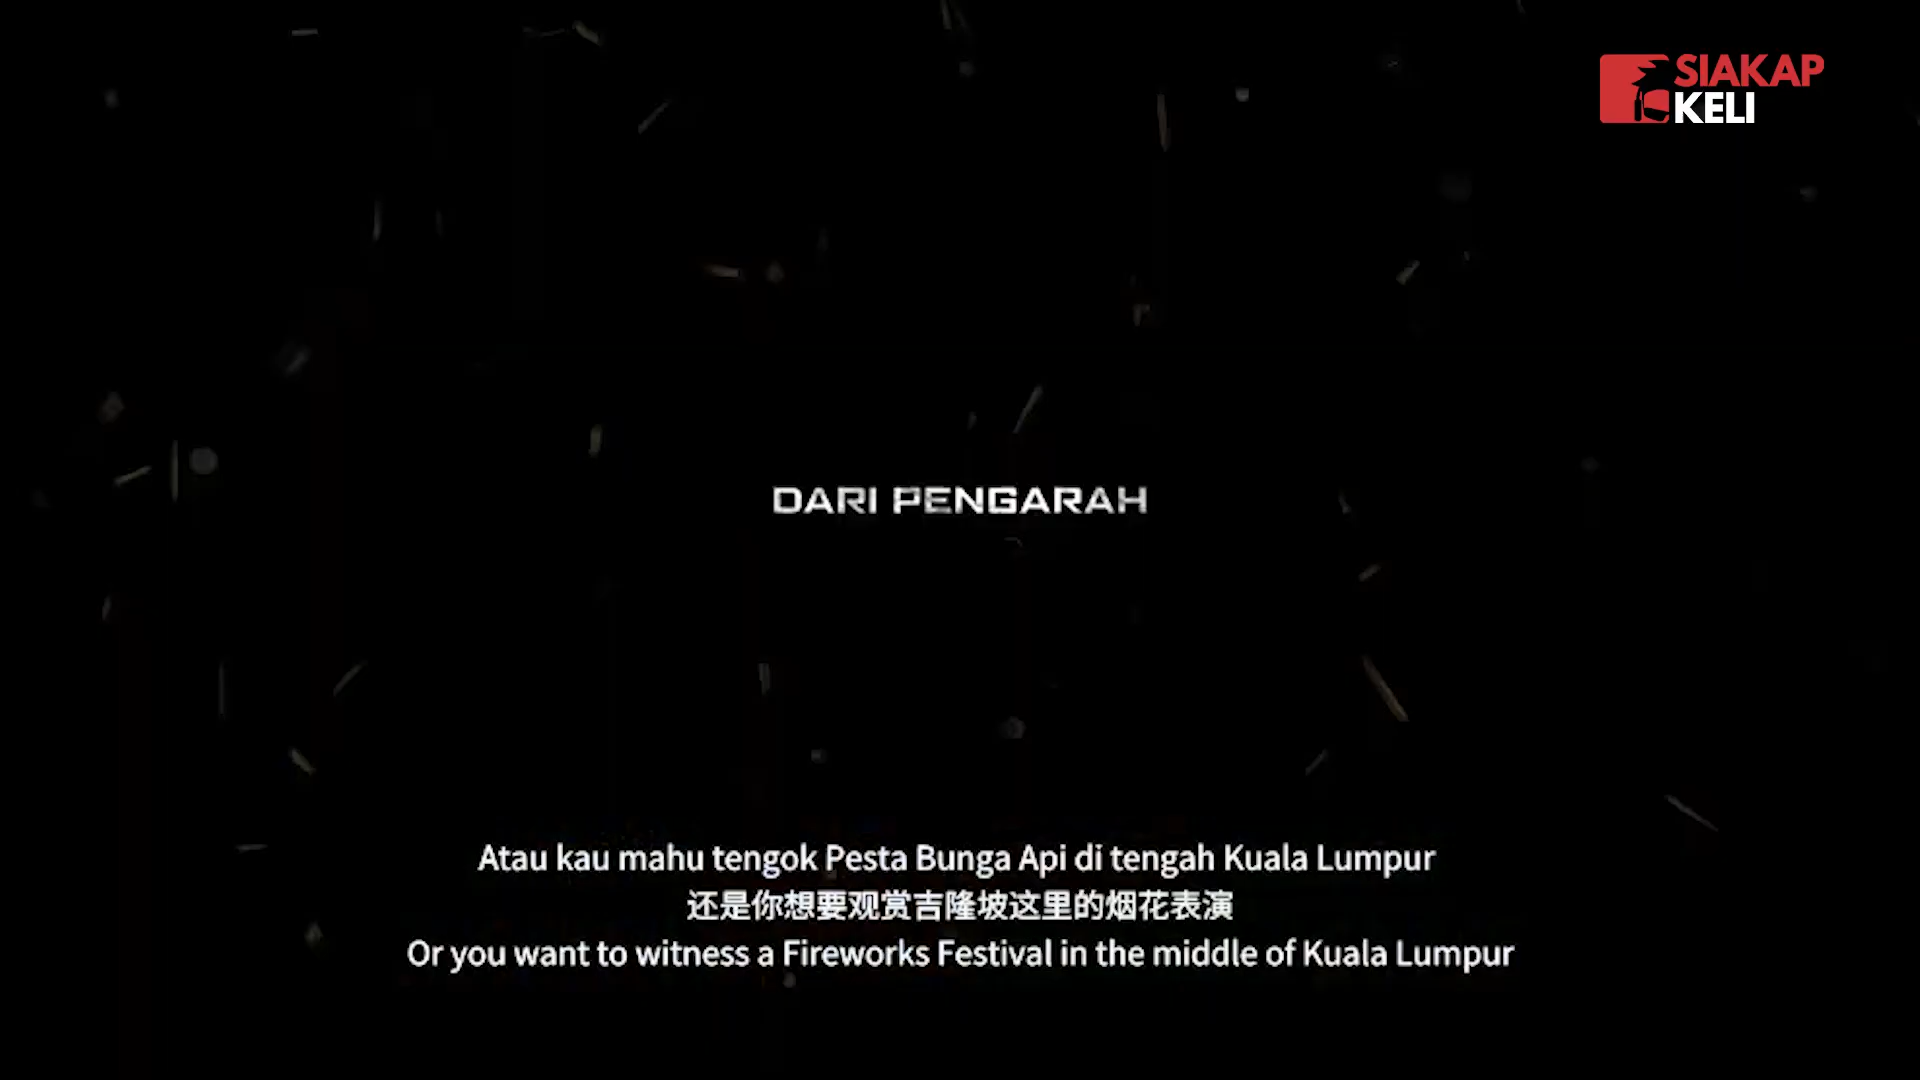 SIAKAP
KELI
DARI PENGARAH
Atau kau mahu tengok Pesta Bunga Api di tengah Kuala Lumpur
还是你想要观赏吉隆坡这里的烟花表演
Or you want to witness a Fireworks Festival in the middle of Kuala Lumpur